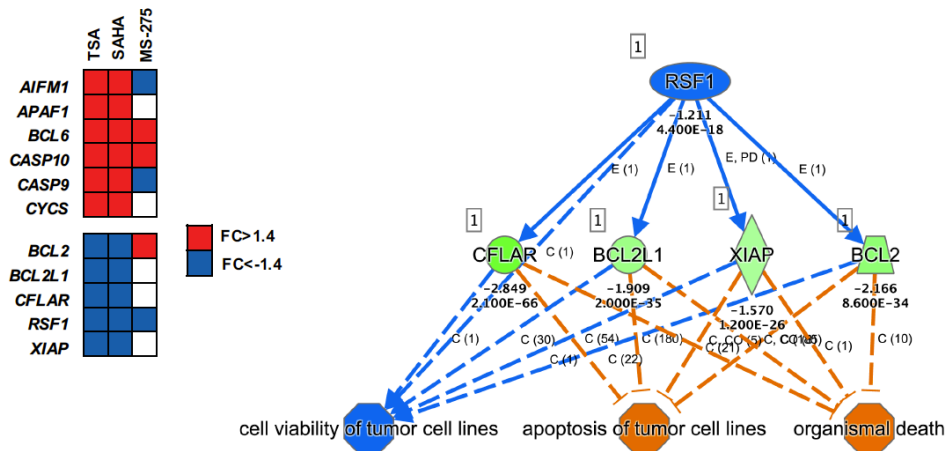 TSA SAHA MS-275
AIFM1
APAF1
BCL6
CASP10
CASP9
CYCS
BCL2
BCL2L1
CFLAR
RSF1
XIAP
FC>1.4
FC<-1.4
1
RSF1
-1.211
4.400E-18
E (1) E (1) E, PD (1) E (1)
1 1 1 1
CFLAR C (1) BCL2L1 XIAP BCL2
-2.849 -1.909 -1.570 -2.166
2.100E-66 2.000E-35 1.200E-26 8.600E-34
C (1) C (30) C (54) C (180) C, CO (5) C (1) C (10)
C (1) C (22) C (21)
cell viability of tumor cell lines apoptosis of tumor cell lines organismal death